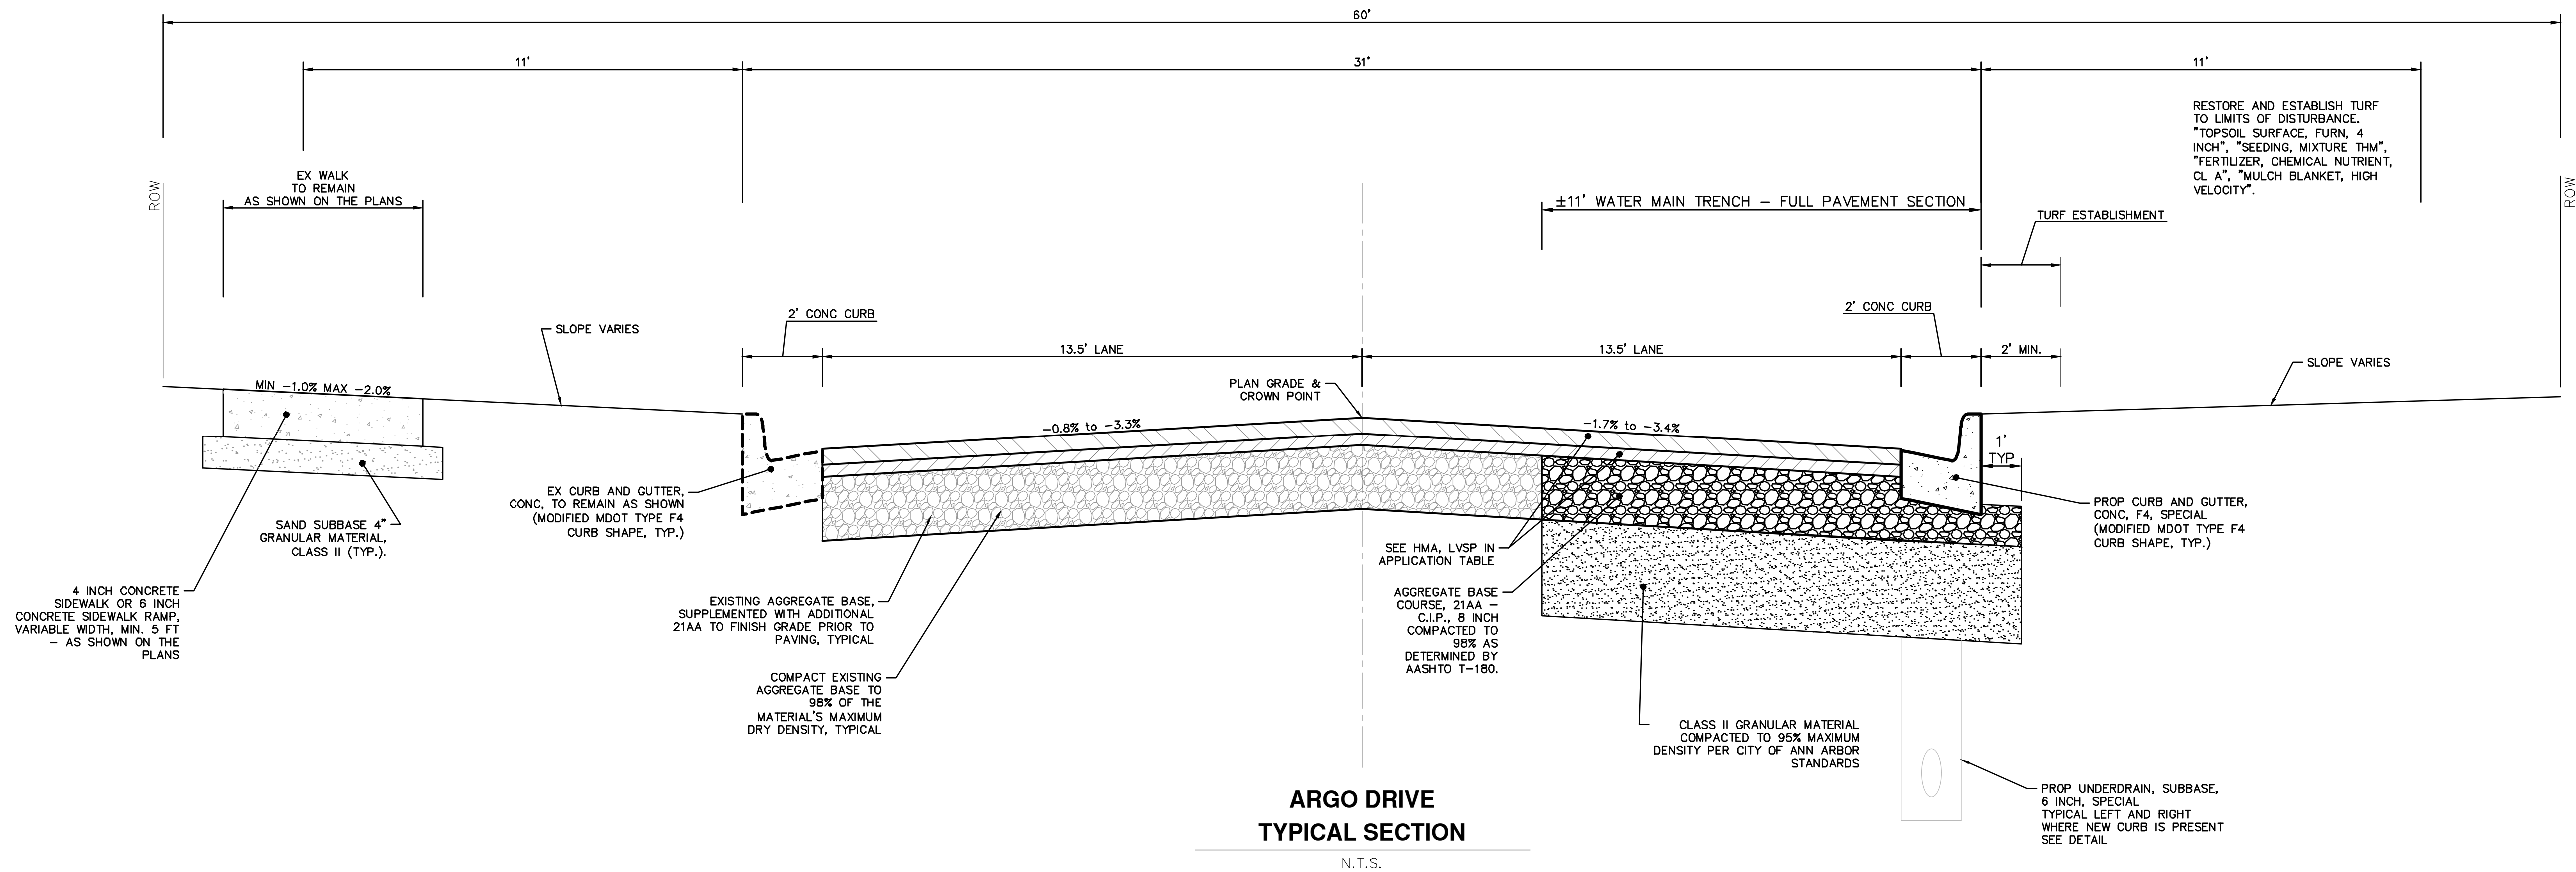 60'
11'
31'
11'
RESTORE AND ESTABLISH TURF
TO LIMITS OF DISTURBANCE.
"TOPSOIL SURFACE, FURN, 4
INCH", "SEEDING, MIXTURE THM",
"FERTILIZER, CHEMICAL NUTRIENT,
CL A", "MULCH BLANKET, HIGH
VELOCITY".
ROW
EX WALK
TO REMAIN
AS SHOWN ON THE PLANS
±11' WATER MAIN TRENCH – FULL PAVEMENT SECTION
TURF ESTABLISHMENT
ROW
SLOPE VARIES
2' CONC CURB
13.5' LANE
13.5' LANE
2' CONC CURB
2' MIN.
SLOPE VARIES
MIN -1.0% MAX -2.0%
PLAN GRADE &
CROWN POINT
-0.8% to -3.3%
-1.7% to -3.4%
1'
TYP
EX CURB AND GUTTER,
CONC, TO REMAIN AS SHOWN
(MODIFIED MDOT TYPE F4
CURB SHAPE, TYP.)
PROP CURB AND GUTTER,
CONC, F4, SPECIAL
(MODIFIED MDOT TYPE F4
CURB SHAPE, TYP.)
SAND SUBBASE 4"
GRANULAR MATERIAL,
CLASS II (TYP.).
SEE HMA, LVSP IN
APPLICATION TABLE
4 INCH CONCRETE
SIDEWALK OR 6 INCH
CONCRETE SIDEWALK RAMP,
VARIABLE WIDTH, MIN. 5 FT
– AS SHOWN ON THE
PLANS
EXISTING AGGREGATE BASE,
SUPPLEMENTED WITH ADDITIONAL
21AA TO FINISH GRADE PRIOR TO
PAVING, TYPICAL
AGGREGATE BASE
COURSE, 21AA –
C.I.P., 8 INCH
COMPACTED TO
98% AS
DETERMINED BY
AASHTO T-180.
COMPACT EXISTING
AGGREGATE BASE TO
98% OF THE
MATERIAL'S MAXIMUM
DRY DENSITY, TYPICAL
CLASS II GRANULAR MATERIAL
COMPACTED TO 95% MAXIMUM
DENSITY PER CITY OF ANN ARBOR
STANDARDS
PROP UNDERDRAIN, SUBBASE,
6 INCH, SPECIAL
TYPICAL LEFT AND RIGHT
WHERE NEW CURB IS PRESENT
SEE DETAIL
ARGO DRIVE
TYPICAL SECTION
N.T.S.